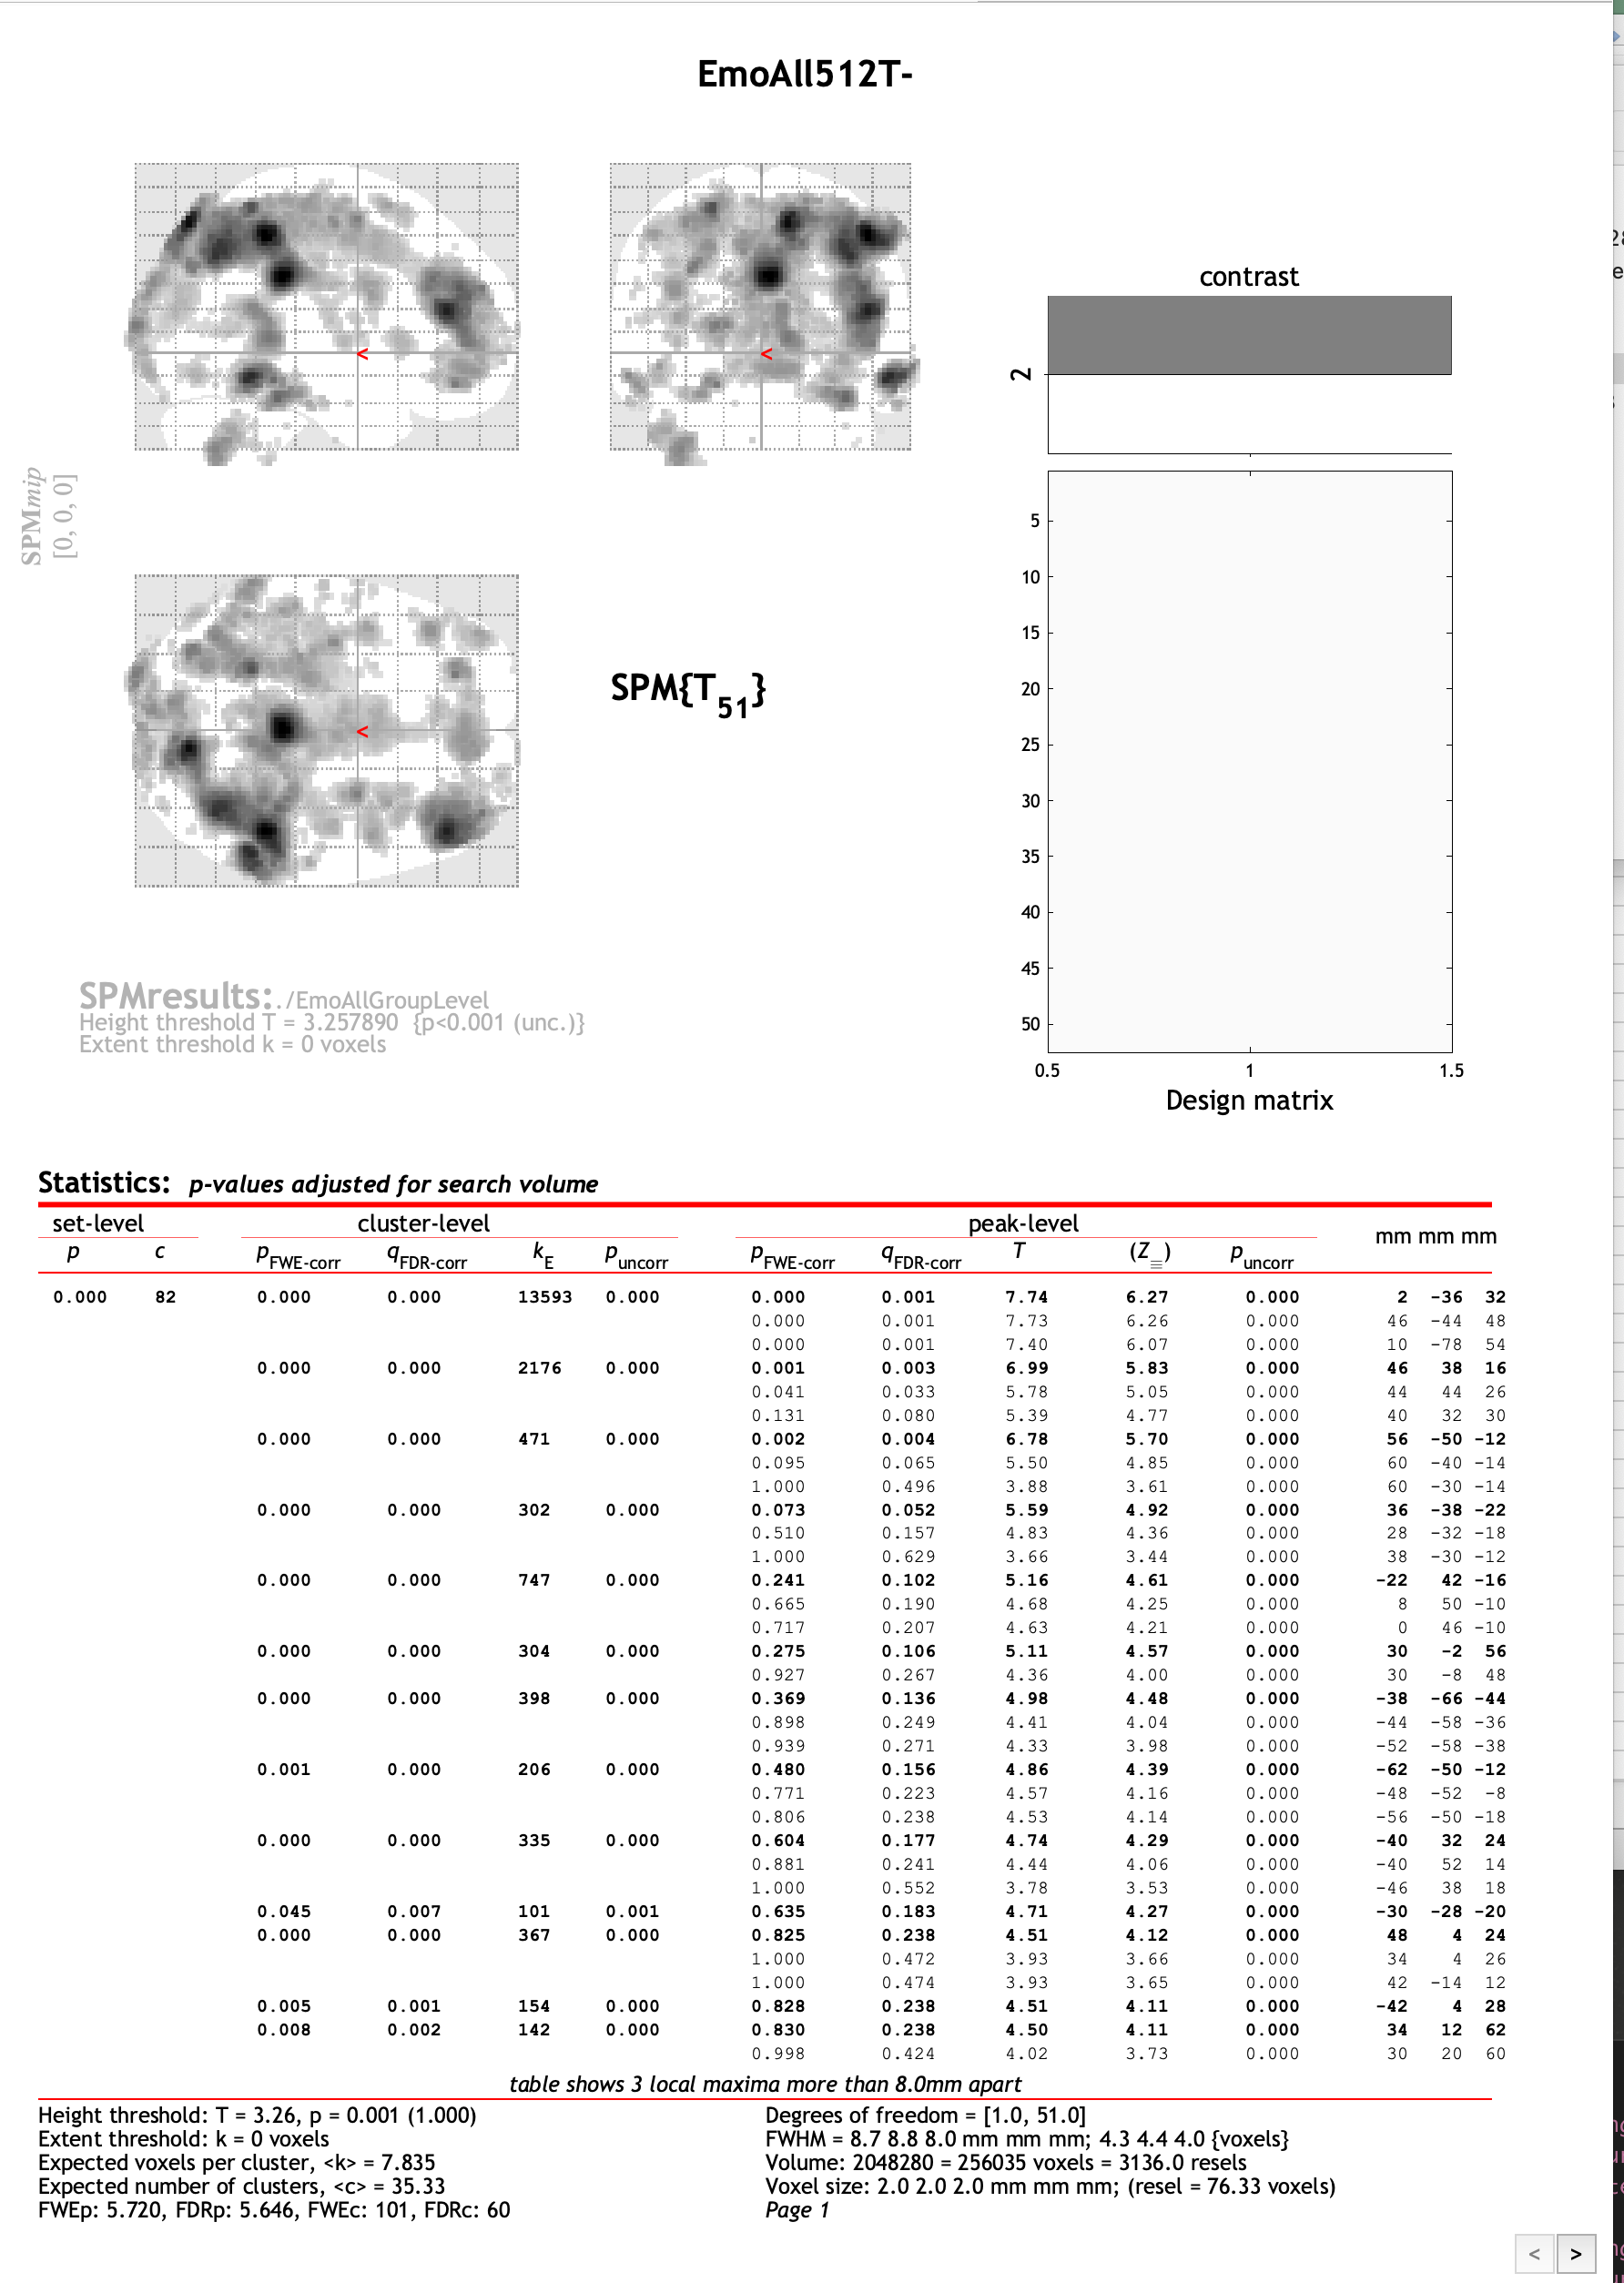 EmoAll512T-
SPMmip
[0, 0, 0]
<
<
<
contrast
2
SPM{T51}
5
10
15
20
25
30
35
40
45
50
0.5 1 1.5
Design matrix
SPMresults: ./EmoAllGroupLevel
Height threshold T = 3.257890 {p<0.001 (unc.)}
Extent threshold k = 0 voxels
Statistics: p-values adjusted for search volume
set-level cluster-level peak-level mm mm mm
p c pFWE-corr qFDR-corr kE puncorr pFWE-corr qFDR-corr T (Z≡) puncorr
0.000 82 0.000 0.000 13593 0.000 0.000 0.001 7.74 6.27 0.000 2 -36 32
0.000 0.001 7.73 6.26 0.000 46 -44 48
0.000 0.001 7.40 6.07 0.000 10 -78 54
0.000 0.000 2176 0.000 0.001 0.003 6.99 5.83 0.000 46 38 16
0.041 0.033 5.78 5.05 0.000 44 44 26
0.131 0.080 5.39 4.77 0.000 40 32 30
0.000 0.000 471 0.000 0.002 0.004 6.78 5.70 0.000 56 -50 -12
0.095 0.065 5.50 4.85 0.000 60 -40 -14
1.000 0.496 3.88 3.61 0.000 60 -30 -14
0.000 0.000 302 0.000 0.073 0.052 5.59 4.92 0.000 36 -38 -22
0.510 0.157 4.83 4.36 0.000 28 -32 -18
1.000 0.629 3.66 3.44 0.000 38 -30 -12
0.000 0.000 747 0.000 0.241 0.102 5.16 4.61 0.000 -22 42 -16
0.665 0.190 4.68 4.25 0.000 8 50 -10
0.717 0.207 4.63 4.21 0.000 0 46 -10
0.000 0.000 304 0.000 0.275 0.106 5.11 4.57 0.000 30 -2 56
0.927 0.267 4.36 4.00 0.000 30 -8 48
0.000 0.000 398 0.000 0.369 0.136 4.98 4.48 0.000 -38 -66 -44
0.898 0.249 4.41 4.04 0.000 -44 -58 -36
0.939 0.271 4.33 3.98 0.000 -52 -58 -38
0.001 0.000 206 0.000 0.480 0.156 4.86 4.39 0.000 -62 -50 -12
0.771 0.223 4.57 4.16 0.000 -48 -52 -8
0.806 0.238 4.53 4.14 0.000 -56 -50 -18
0.000 0.000 335 0.000 0.604 0.177 4.74 4.29 0.000 -40 32 24
0.881 0.241 4.44 4.06 0.000 -40 52 14
1.000 0.552 3.78 3.53 0.000 -46 38 18
0.045 0.007 101 0.001 0.635 0.183 4.71 4.27 0.000 -30 -28 -20
0.000 0.000 367 0.000 0.825 0.238 4.51 4.12 0.000 48 4 24
1.000 0.472 3.93 3.66 0.000 34 4 26
1.000 0.474 3.93 3.65 0.000 42 -14 12
0.005 0.001 154 0.000 0.828 0.238 4.51 4.11 0.000 -42 4 28
0.008 0.002 142 0.000 0.830 0.238 4.50 4.11 0.000 34 12 62
0.998 0.424 4.02 3.73 0.000 30 20 60
table shows 3 local maxima more than 8.0mm apart
Height threshold: T = 3.26, p = 0.001 (1.000)
Extent threshold: k = 0 voxels
Expected voxels per cluster, <k> = 7.835
Expected number of clusters, <c> = 35.33
FWEp: 5.720, FDRp: 5.646, FWEc: 101, FDRc: 60
Degrees of freedom = [1.0, 51.0]
FWHM = 8.7 8.8 8.0 mm mm mm; 4.3 4.4 4.0 {voxels}
Volume: 2048280 = 256035 voxels = 3136.0 resels
Voxel size: 2.0 2.0 2.0 mm mm mm; (resel = 76.33 voxels)
Page 1
< >